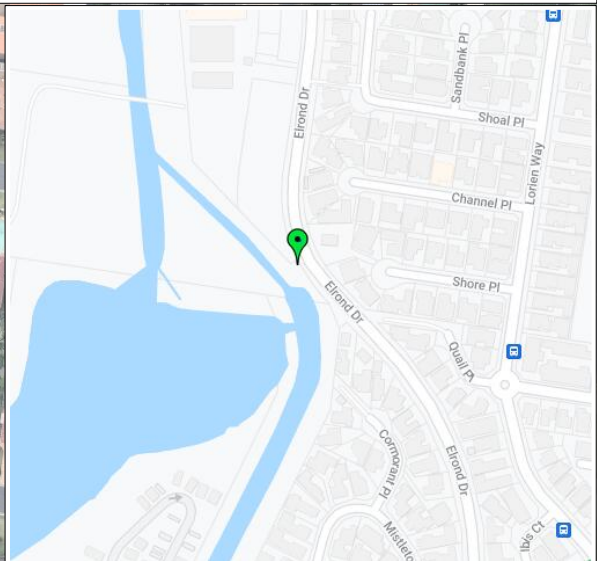 Sandbank Pl
Elrond Dr
Shoal Pl
Lorien Way
Channel Pl
Shore Pl
Elrond Dr
Quail Pl
Cormorant Pl
Elrond Dr
Ibis Ct